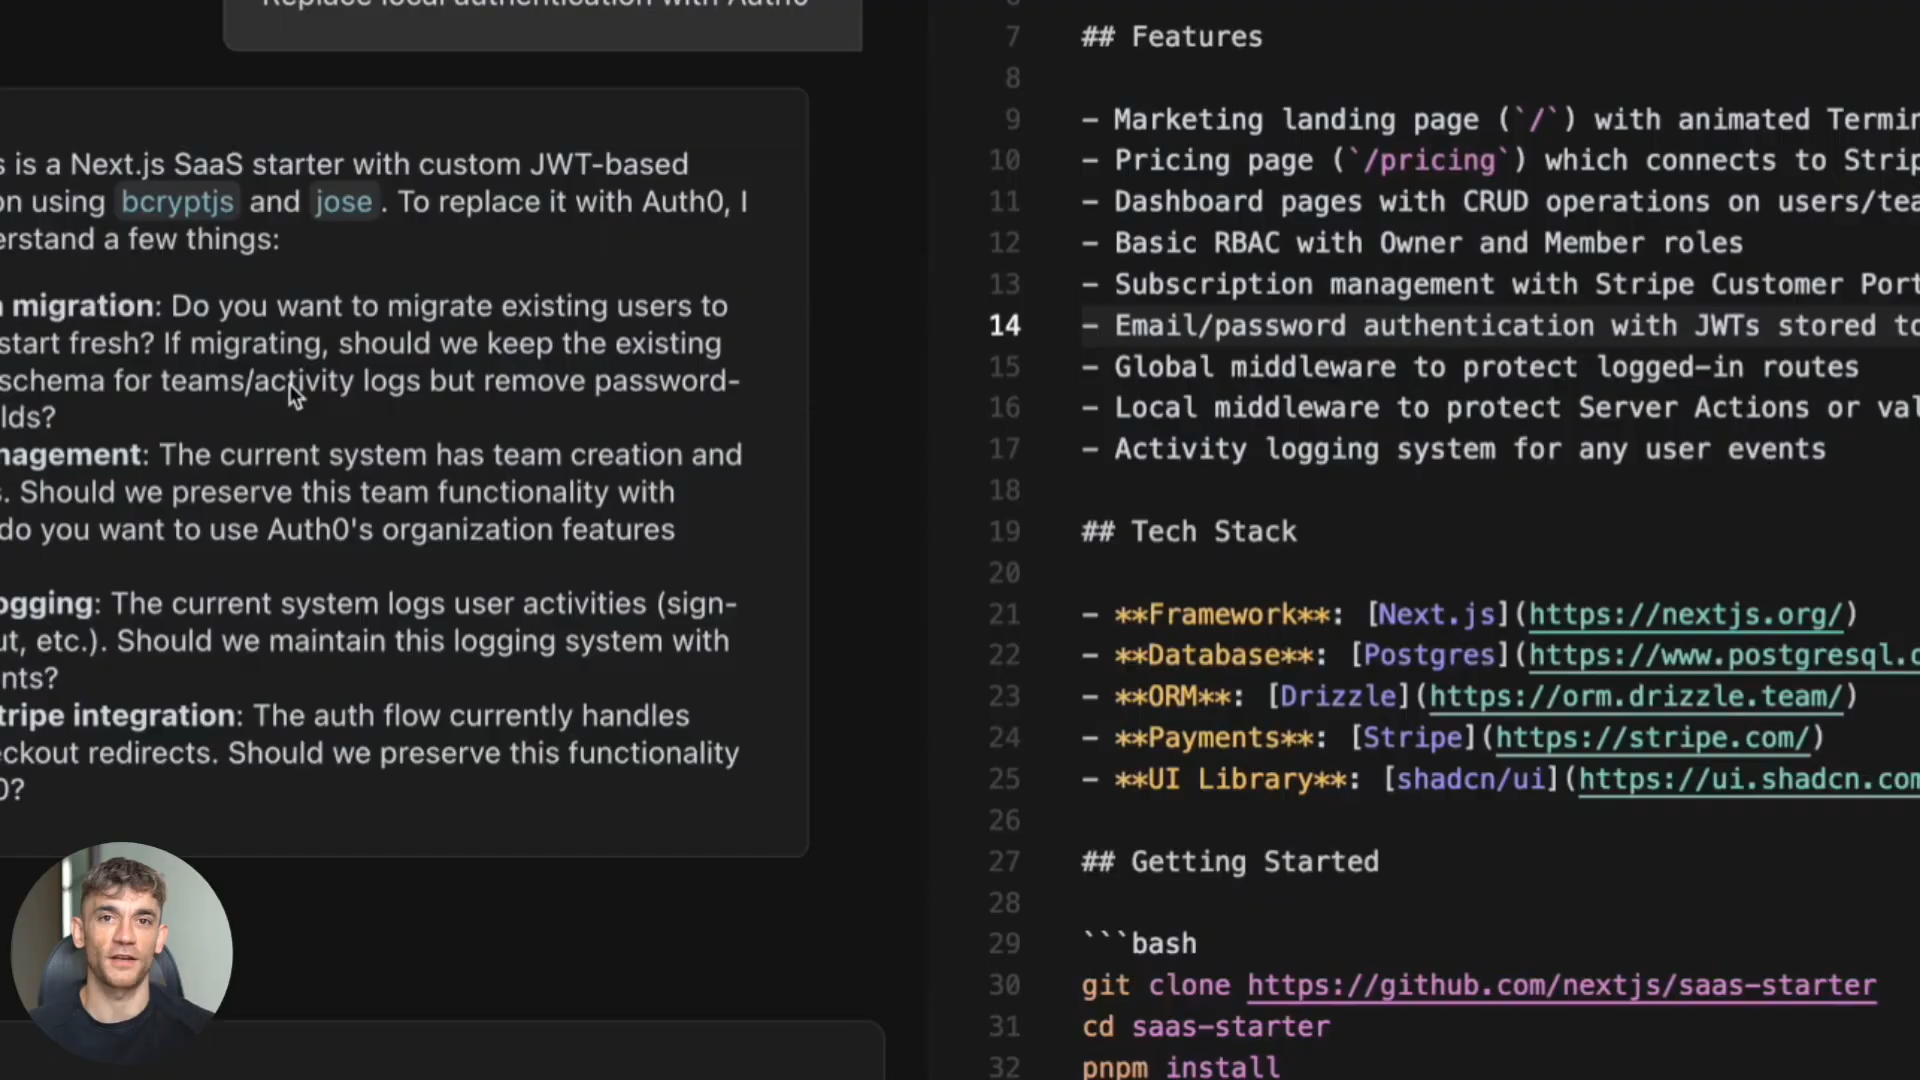 Replace local authentication with Auth0
s is a Next.js SaaS starter with custom JWT-based
on using bcryptjs and jose. To replace it with Auth0, I
erstand a few things:
migration: Do you want to migrate existing users to
start fresh? If migrating, should we keep the existing
schema for teams/activity logs but remove password-
lds?
nagement: The current system has team creation and
s. Should we preserve this team functionality with
do you want to use Auth0's organization features
ogging: The current system logs user activities (sign-
ut, etc.). Should we maintain this logging system with
nts?
tripe integration: The auth flow currently handles
eckout redirects. Should we preserve this functionality
0?
7 ## Features
8
9 - Marketing landing page (`/`) with animated Termin
10 - Pricing page (`/pricing`) which connects to Strip
11 - Dashboard pages with CRUD operations on users/tea
12 - Basic RBAC with Owner and Member roles
13 - Subscription management with Stripe Customer Port
14 - Email/password authentication with JWTs stored to
15 - Global middleware to protect logged-in routes
16 - Local middleware to protect Server Actions or val
17 - Activity logging system for any user events
18
19 ## Tech Stack
20
21 - **Framework**: [Next.js](https://nextjs.org/)
22 - **Database**: [Postgres](https://www.postgresql.o
23 - **ORM**: [Drizzle](https://orm.drizzle.team/)
24 - **Payments**: [Stripe](https://stripe.com/)
25 - **UI Library**: [shadcn/ui](https://ui.shadcn.com
26
27 ## Getting Started
28
29 ```bash
30 git clone https://github.com/nextjs/saas-starter
31 cd saas-starter
32 pnpm install